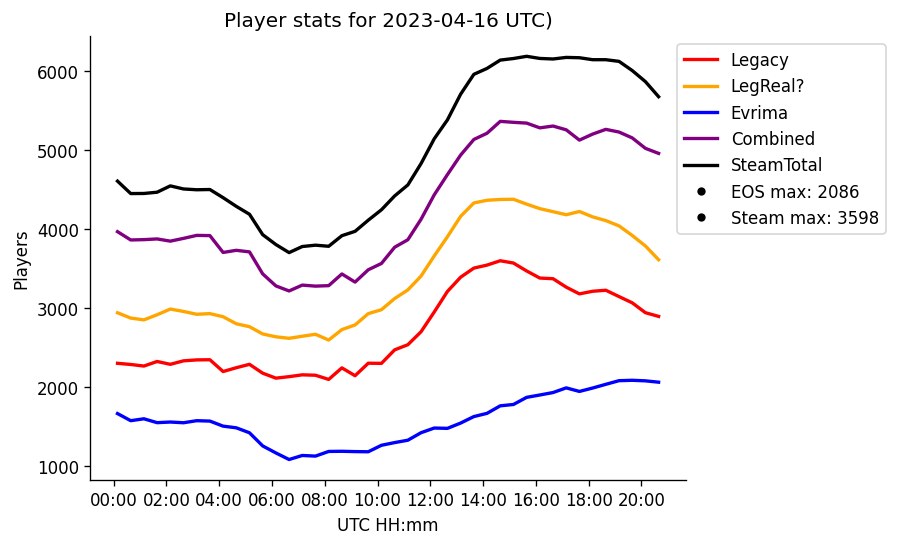 Player stats for 2023-04-16 UTC)
Legacy
LegReal?
Evrima
Combined
SteamTotal
EOS max: 2086
Steam max: 3598
Players
6000
5000
4000
3000
2000
1000
00:00 02:00 04:00 06:00 08:00 10:00 12:00 14:00 16:00 18:00 20:00
UTC HH:mm